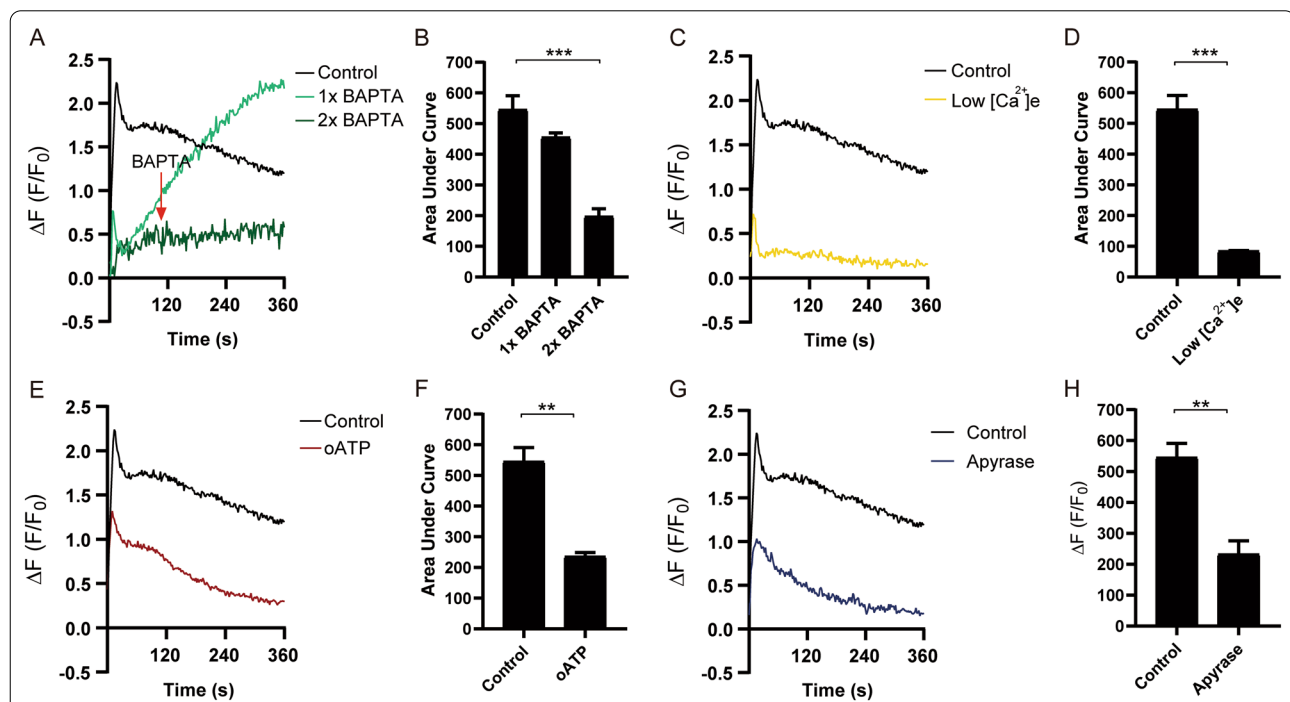 A
2.5
2.0
1.5
1.0
0.5
0.0
-0.5
ΔF (F/F₀)
Control
1x BAPTA
2x BAPTA
BAPTA
120 240 360
Time (s)
B
***
700
600
500
400
300
200
100
0
Area Under Curve
Control
1x BAPTA
2x BAPTA
C
2.5
2.0
1.5
1.0
0.5
0.0
-0.5
ΔF (F/F₀)
Control
Low [Ca²⁺]e
120 240 360
Time (s)
D
***
700
600
500
400
300
200
100
0
Area Under Curve
Control
Low [Ca²⁺]e
E
2.5
2.0
1.5
1.0
0.5
0.0
-0.5
ΔF (F/F₀)
Control
oATP
120 240 360
Time (s)
F
**
700
600
500
400
300
200
100
0
Area Under Curve
Control
oATP
G
2.5
2.0
1.5
1.0
0.5
0.0
-0.5
ΔF (F/F₀)
Control
Apyrase
120 240 360
Time (s)
H
**
700
600
500
400
300
200
100
0
ΔF (F/F₀)
Control
Apyrase